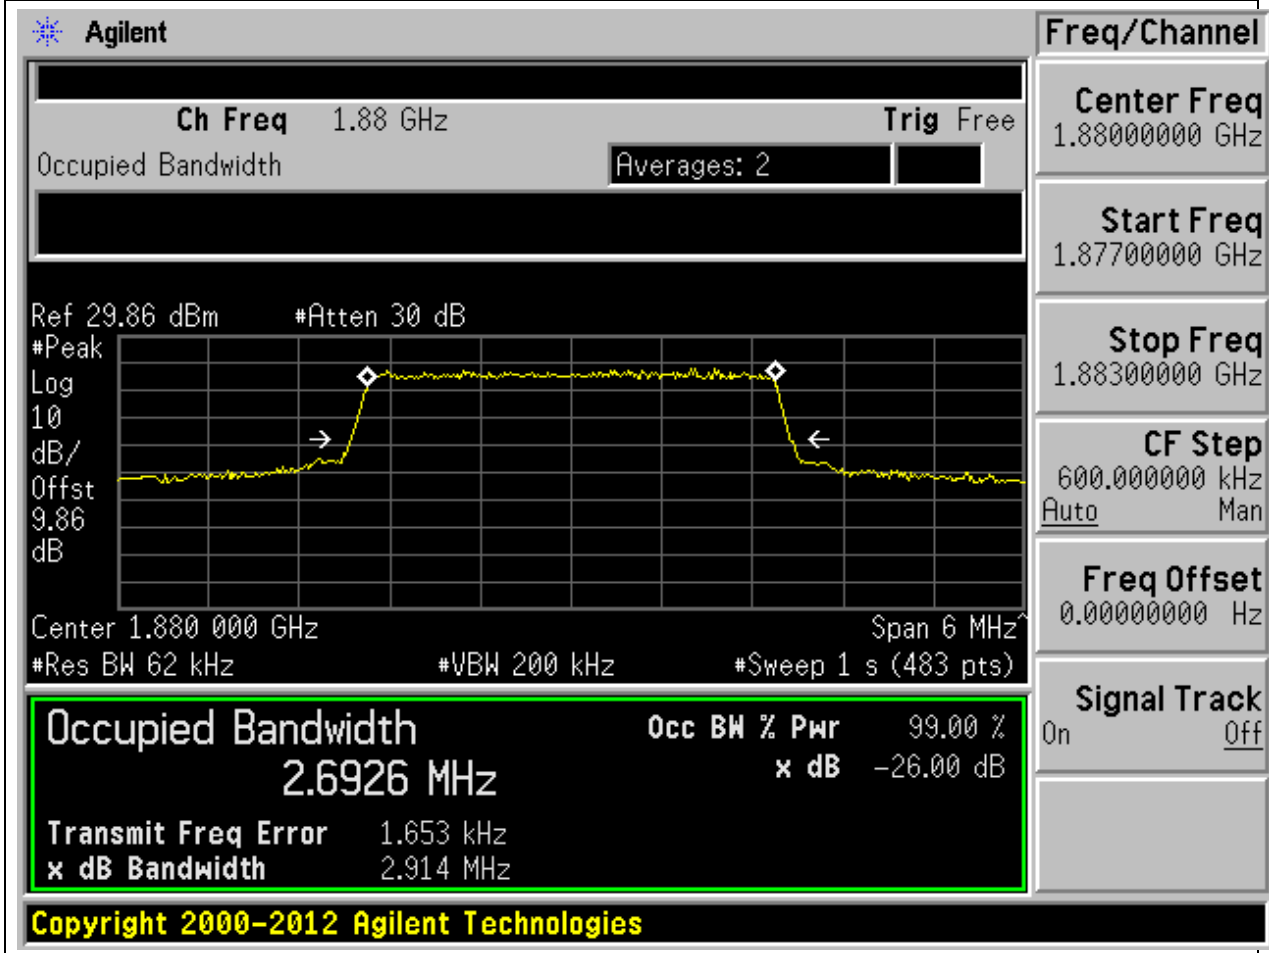 Agilent
Freq/Channel
Ch Freq 1.88 GHz Trig Free
Occupied Bandwidth Averages: 2
Center Freq
1.88000000 GHz
Start Freq
1.87700000 GHz
Stop Freq
1.88300000 GHz
CF Step
600.000000 kHz
Auto Man
Freq Offset
0.00000000 Hz
Signal Track
On Off
Ref 29.86 dBm #Atten 30 dB
#Peak
Log
10
dB/
Offst
9.86
dB
Center 1.880 000 GHz Span 6 MHz^
#Res BW 62 kHz #VBW 200 kHz #Sweep 1 s (483 pts)
Occupied Bandwidth Occ BW % Pwr 99.00 %
2.6926 MHz x dB -26.00 dB
Transmit Freq Error 1.653 kHz
x dB Bandwidth 2.914 MHz
Copyright 2000-2012 Agilent Technologies